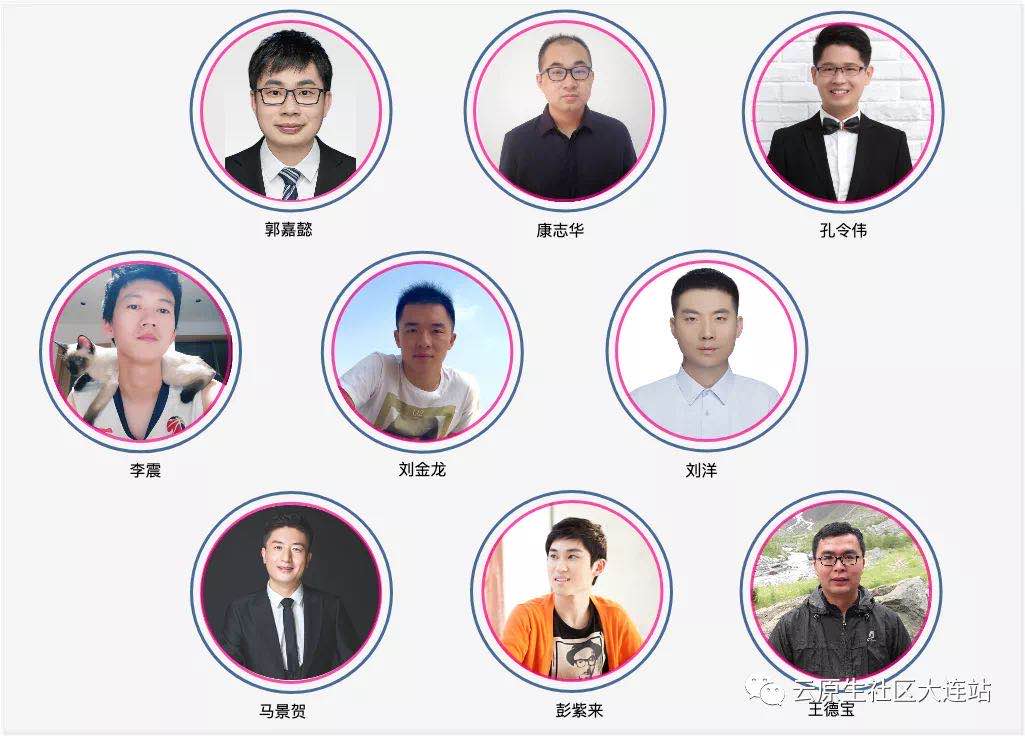 郭嘉懿
康志华
孔令伟
李震
刘金龙
刘洋
马景贺
彭紫来
王德宝
云原生社区大连站